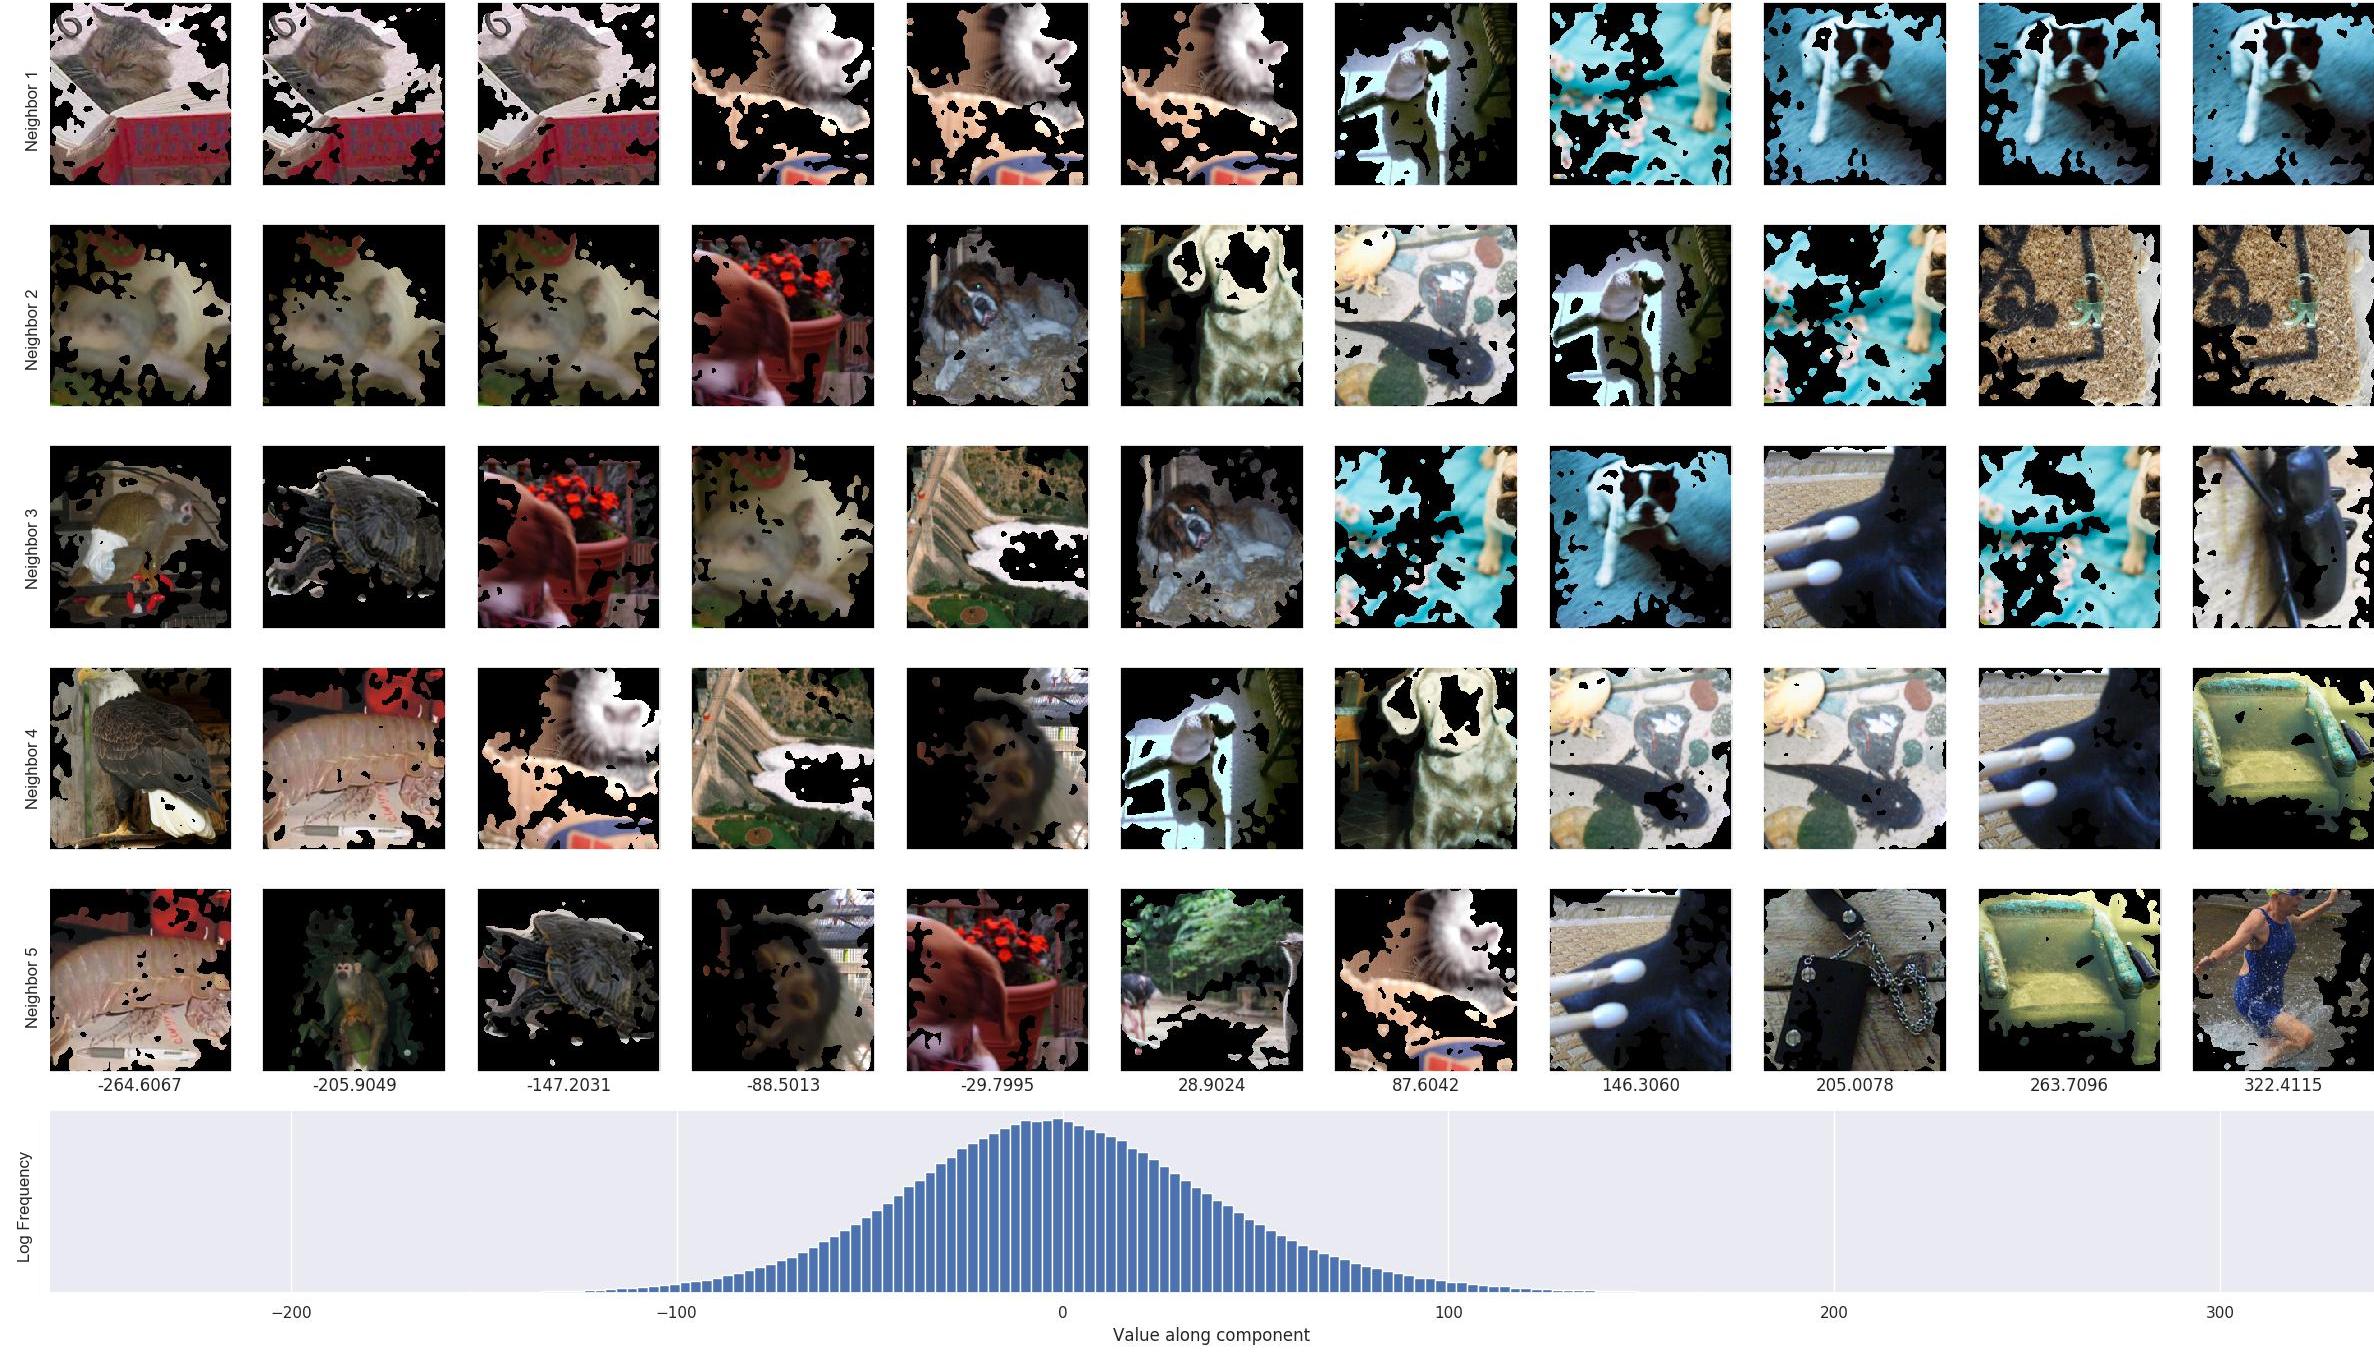 Neighbor 1
Neighbor 2
Neighbor 3
Neighbor 4
Neighbor 5
-264.6067 -205.9049 -147.2031 -88.5013 -29.7995 28.9024 87.6042 146.3060 205.0078 263.7096 322.4115
Log Frequency
−200 −100 0 100 200 300
Value along component